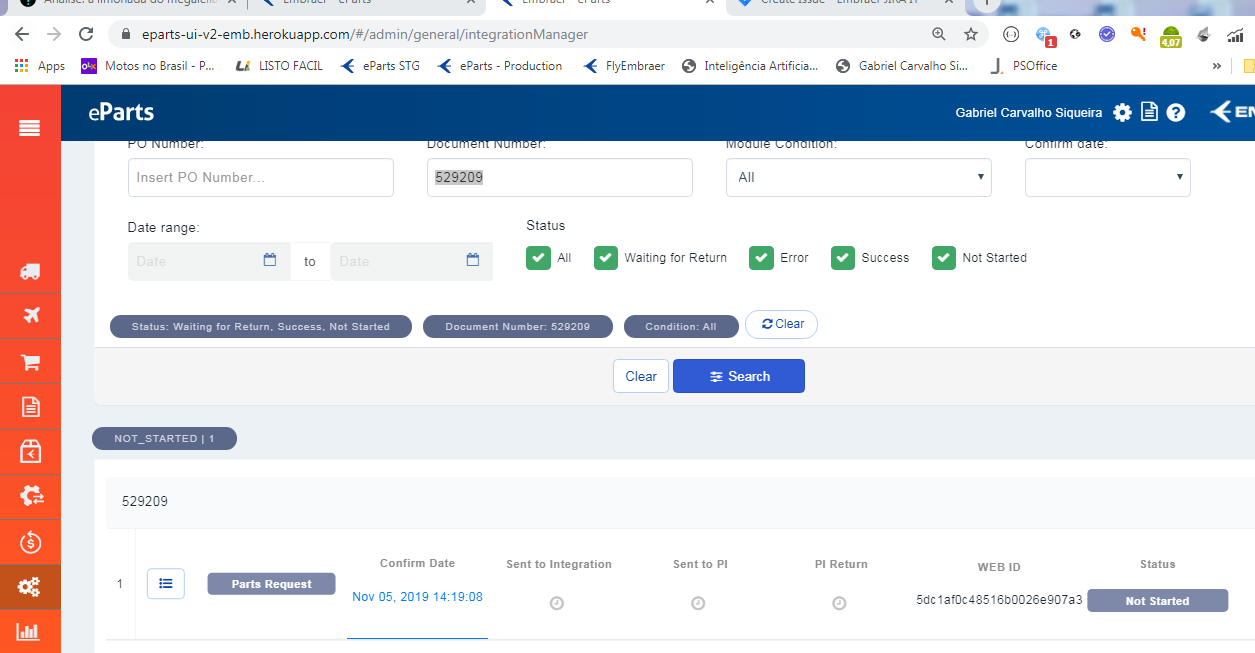 Embraer - eParts
Embraer - eParts
Create Issue - Embraer JIRA IT
eparts-ui-v2-emb.herokuapp.com/#/admin/general/integrationManager
1
4,07
Apps
olx
Motos no Brasil - P...
LISTO FACIL
eParts STG
eParts - Production
FlyEmbraer
Inteligência Artificia...
Gabriel Carvalho Si...
PSOffice
»
eParts
Gabriel Carvalho Siqueira
PO Number:
Document Number:
Module Condition:
Confirm date:
Insert PO Number...
529209
All
Date range:
Status
Date
to
Date
All
Waiting for Return
Error
Success
Not Started
Status: Waiting for Return, Success, Not Started
Document Number: 529209
Condition: All
Clear
Clear
Search
NOT_STARTED | 1
529209
Confirm Date
Sent to Integration
Sent to PI
PI Return
WEB ID
Status
1
Parts Request
Nov 05, 2019 14:19:08
5dc1af0c48516b0026e907a3
Not Started